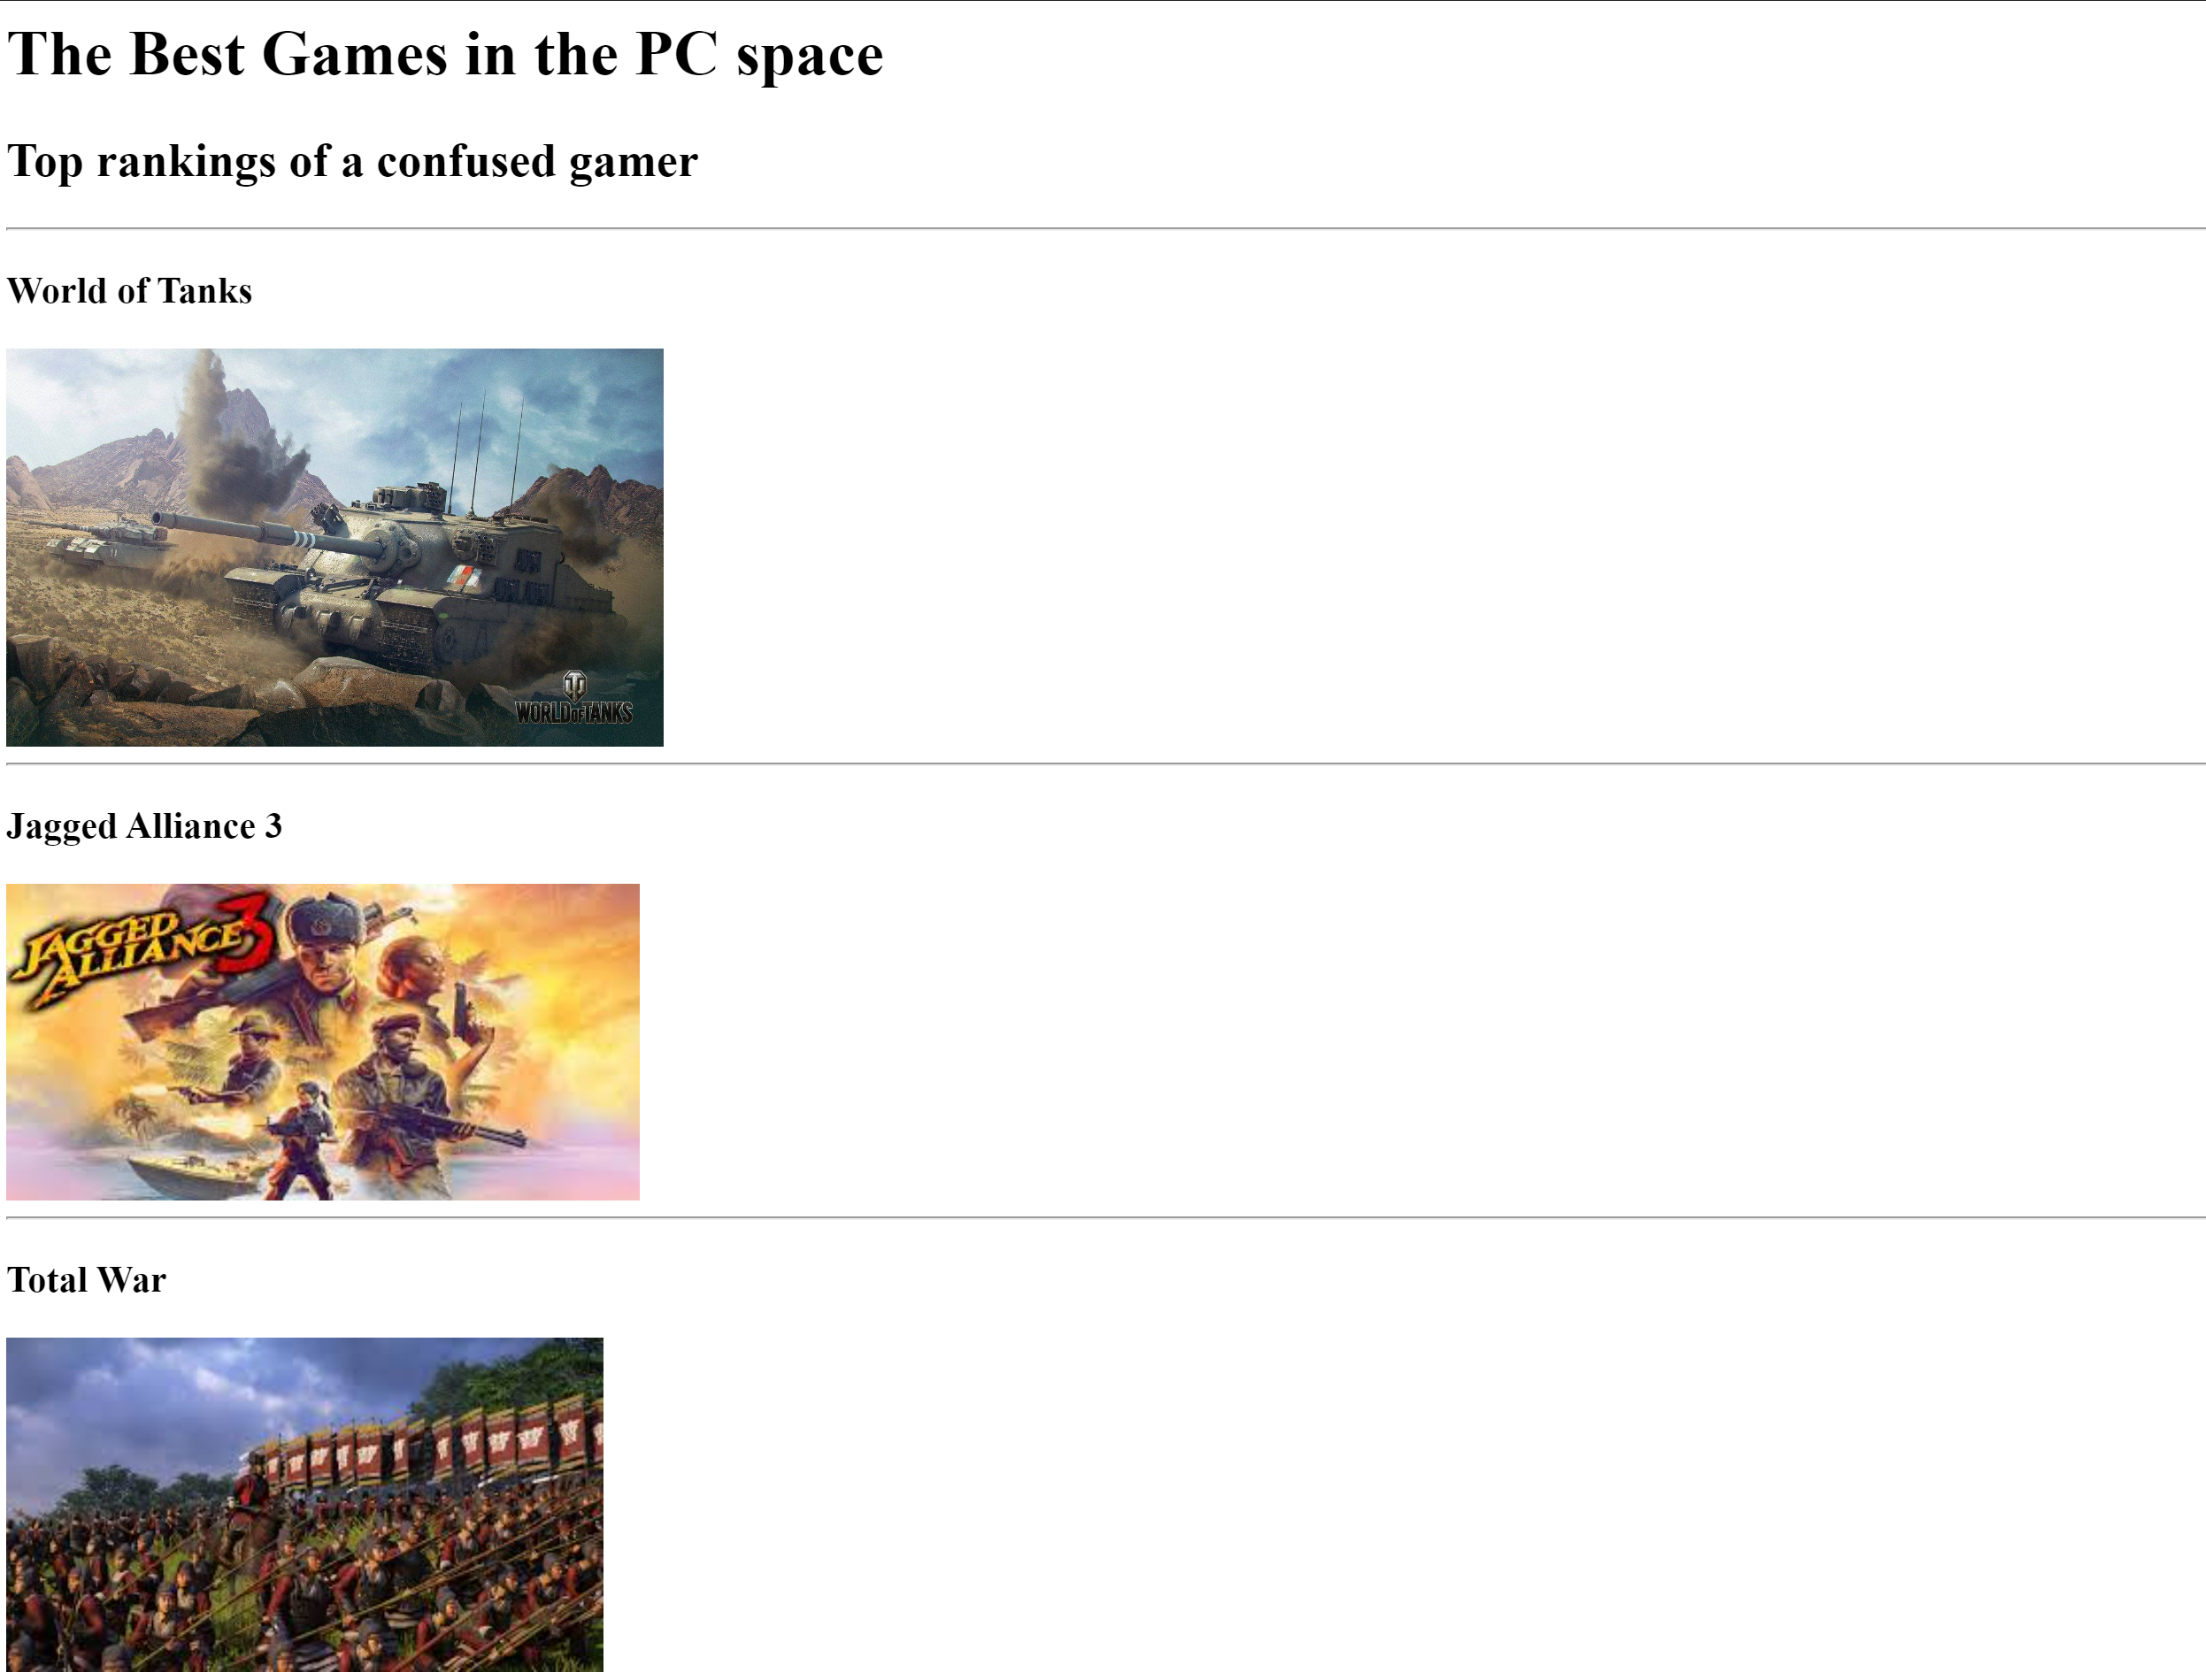 The Best Games in the PC space
Top rankings of a confused gamer
World of Tanks
WORLD OF TANKS
Jagged Alliance 3
JAGGED
ALLIANCE 3
Total War